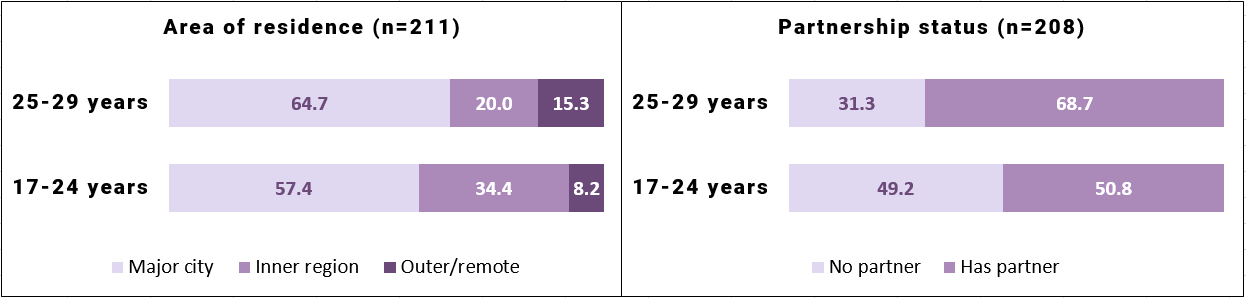 Area of residence (n=211)
25-29 years
64.7
20.0
15.3
17-24 years
57.4
34.4
8.2
Major city
Inner region
Outer/remote
Partnership status (n=208)
25-29 years
31.3
68.7
17-24 years
49.2
50.8
No partner
Has partner